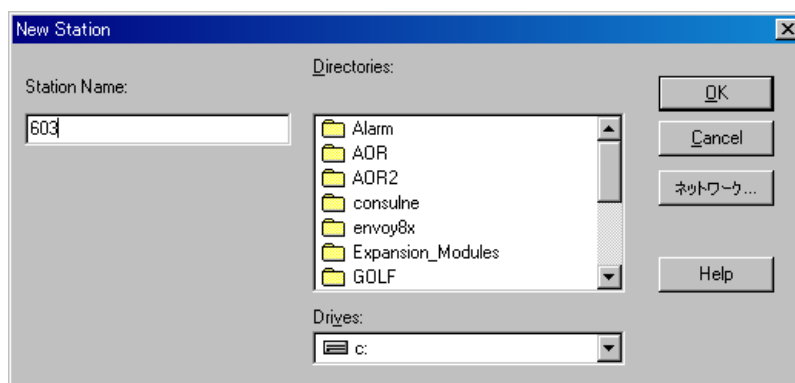 New Station
Station Name:
603
Directories:
Alarm
AOR
AOR2
consulne
envoy8x
Expansion_Modules
GOLF
Drives:
c:
OK
Cancel
ネットワーク...
Help